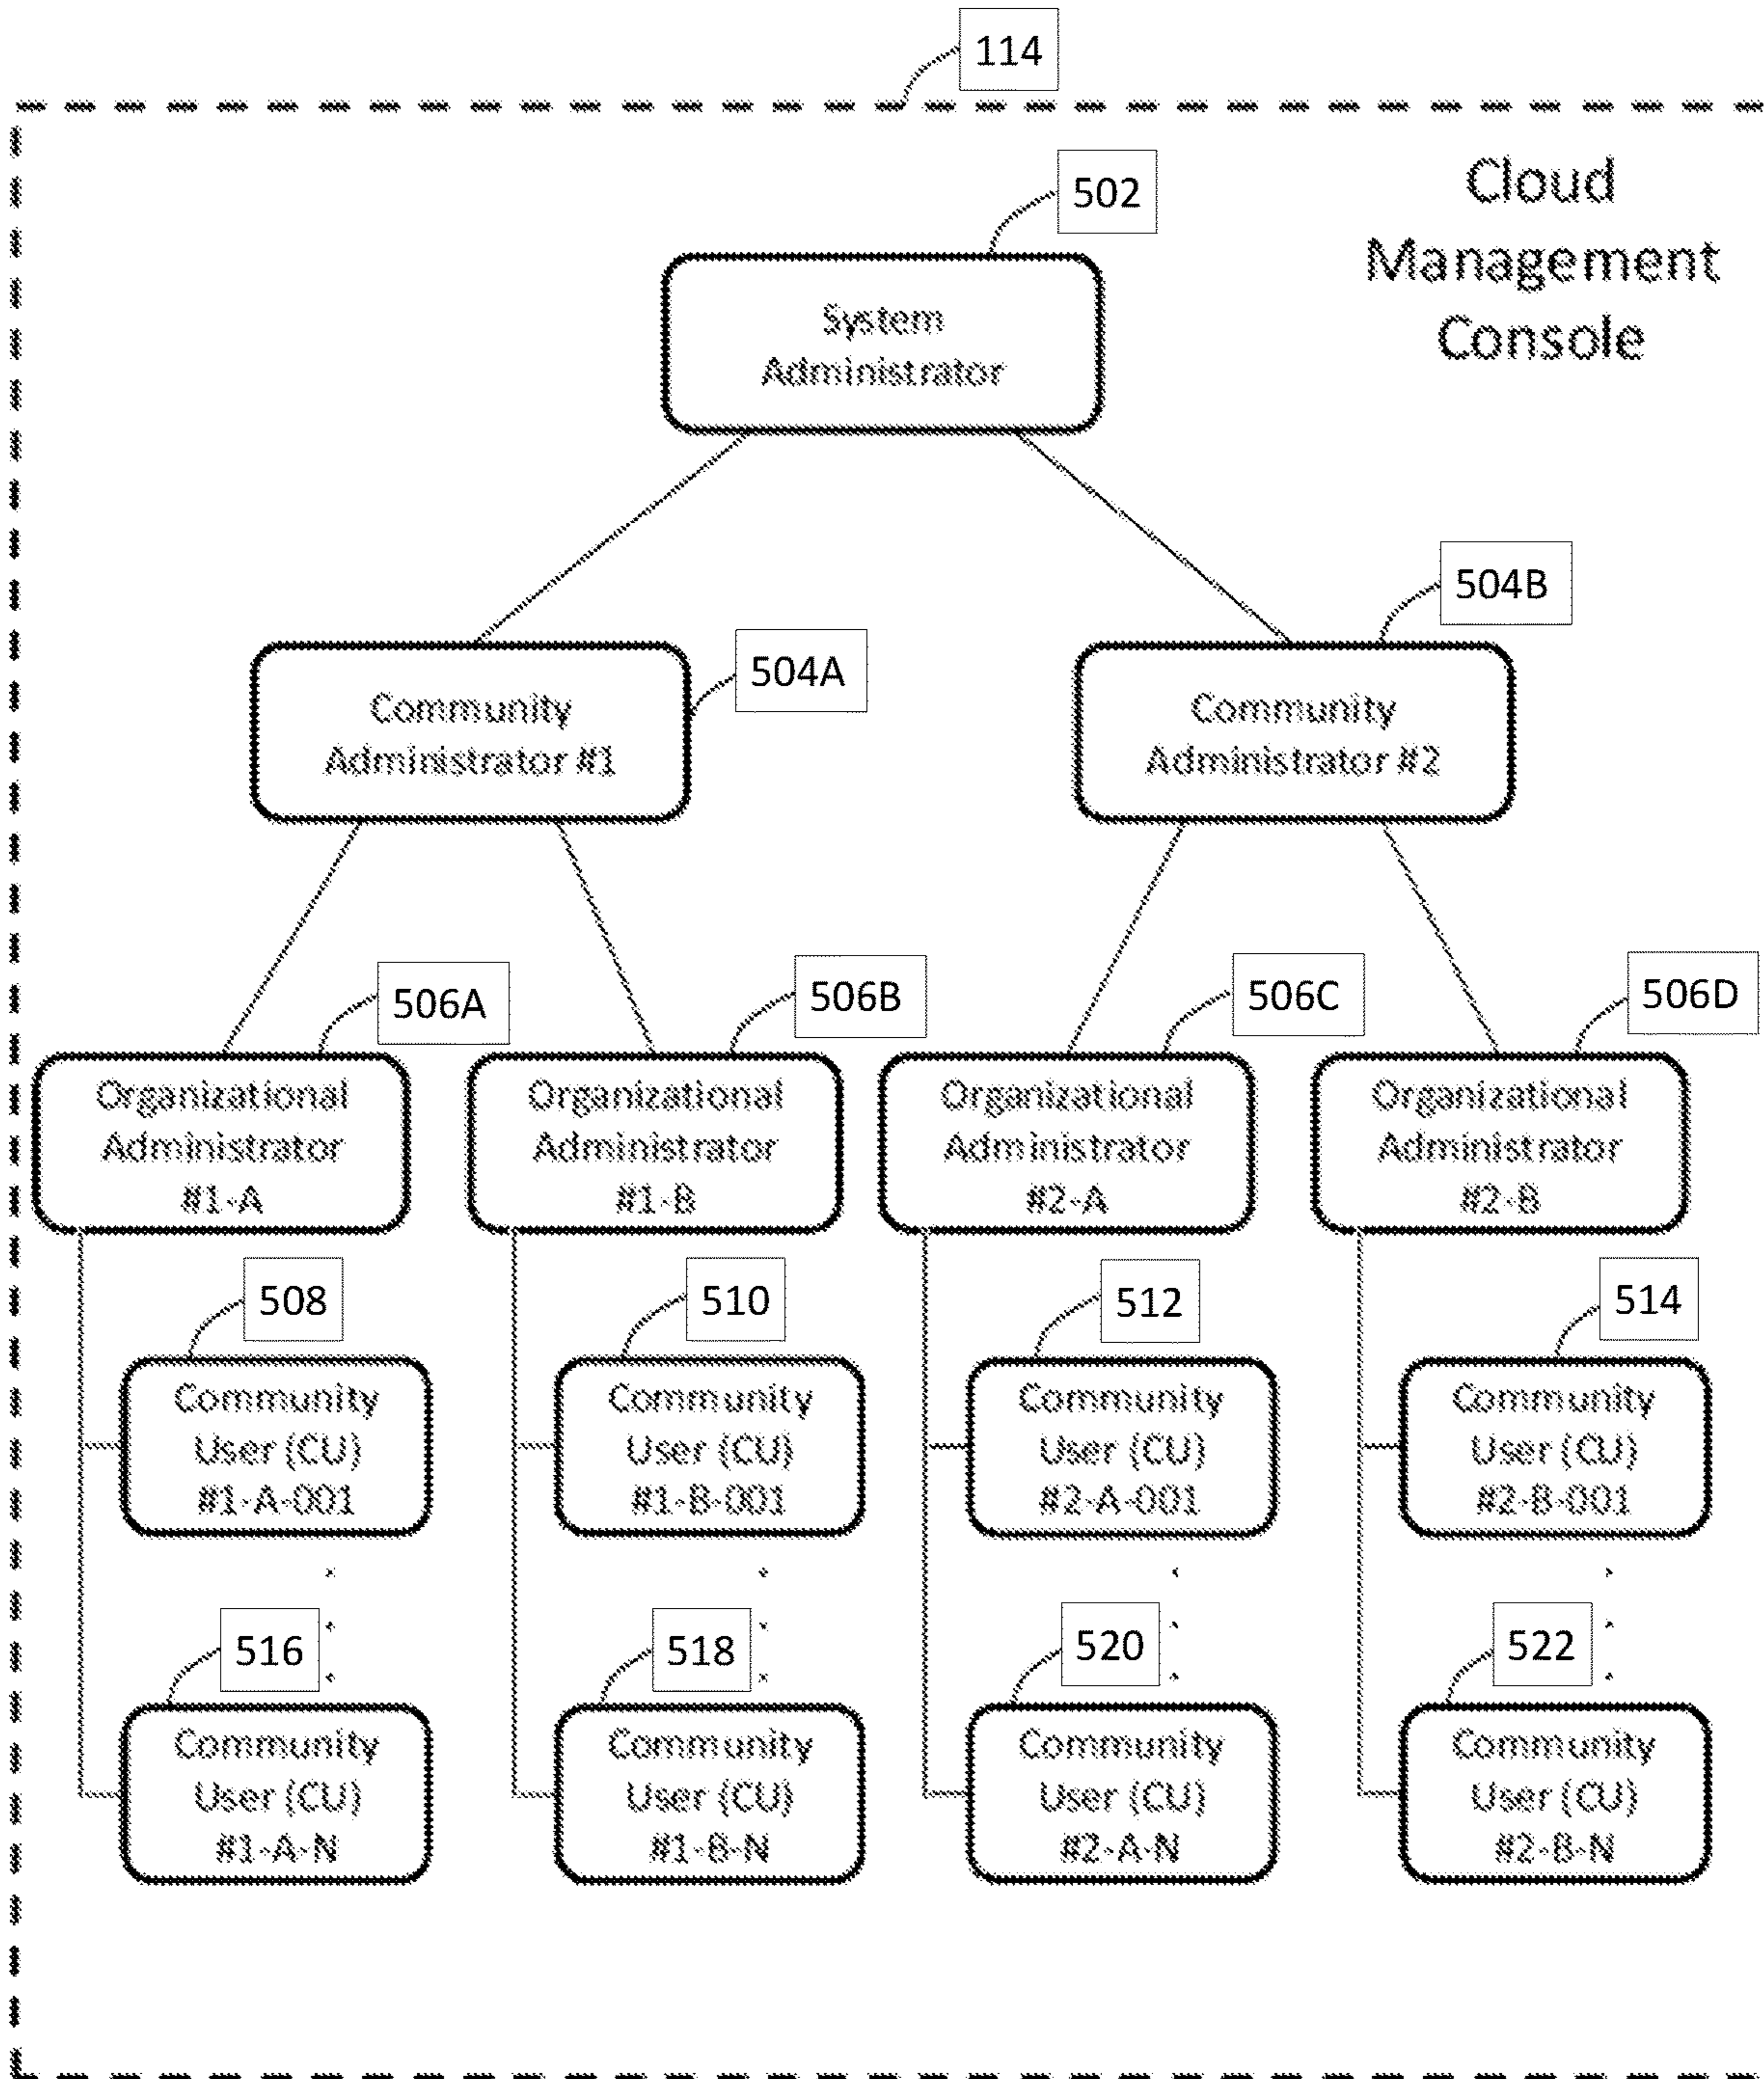 114
Cloud
Management
Console
502
System
Administrator
504B
504A
Community
Administrator #1
Community
Administrator #2
506A
506B
506C
506D
Organizational
Administrator
#1-A
Organizational
Administrator
#1-B
Organizational
Administrator
#2-A
Organizational
Administrator
#2-B
508
510
512
514
Community
User (CU)
#1-A-001
Community
User (CU)
#1-B-001
Community
User (CU)
#2-A-001
Community
User (CU)
#2-B-001
516
518
520
522
Community
User (CU)
#1-A-N
Community
User (CU)
#1-B-N
Community
User (CU)
#2-A-N
Community
User (CU)
#2-B-N